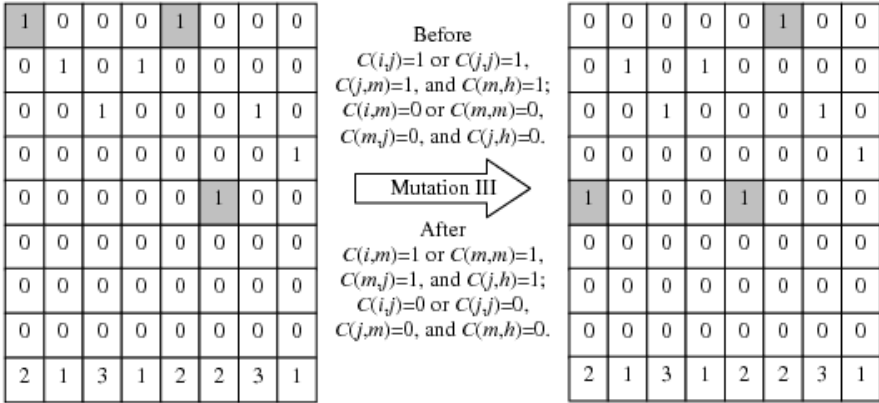 1 0 0 0 1 0 0 0
0 1 0 1 0 0 0 0
0 0 1 0 0 0 1 0
0 0 0 0 0 0 0 1
0 0 0 0 0 1 0 0
0 0 0 0 0 0 0 0
0 0 0 0 0 0 0 0
0 0 0 0 0 0 0 0
2 1 3 1 2 2 3 1
Before
C(i,j)=1 or C(j,j)=1,
C(j,m)=1, and C(m,h)=1;
C(i,m)=0 or C(m,m)=0,
C(m,j)=0, and C(j,h)=0.
Mutation III
After
C(i,m)=1 or C(m,m)=1,
C(m,j)=1, and C(j,h)=1;
C(i,j)=0 or C(j,j)=0,
C(j,m)=0, and C(m,h)=0.
0 0 0 0 0 1 0 0
0 1 0 1 0 0 0 0
0 0 1 0 0 0 1 0
0 0 0 0 0 0 0 1
1 0 0 0 1 0 0 0
0 0 0 0 0 0 0 0
0 0 0 0 0 0 0 0
0 0 0 0 0 0 0 0
2 1 3 1 2 2 3 1